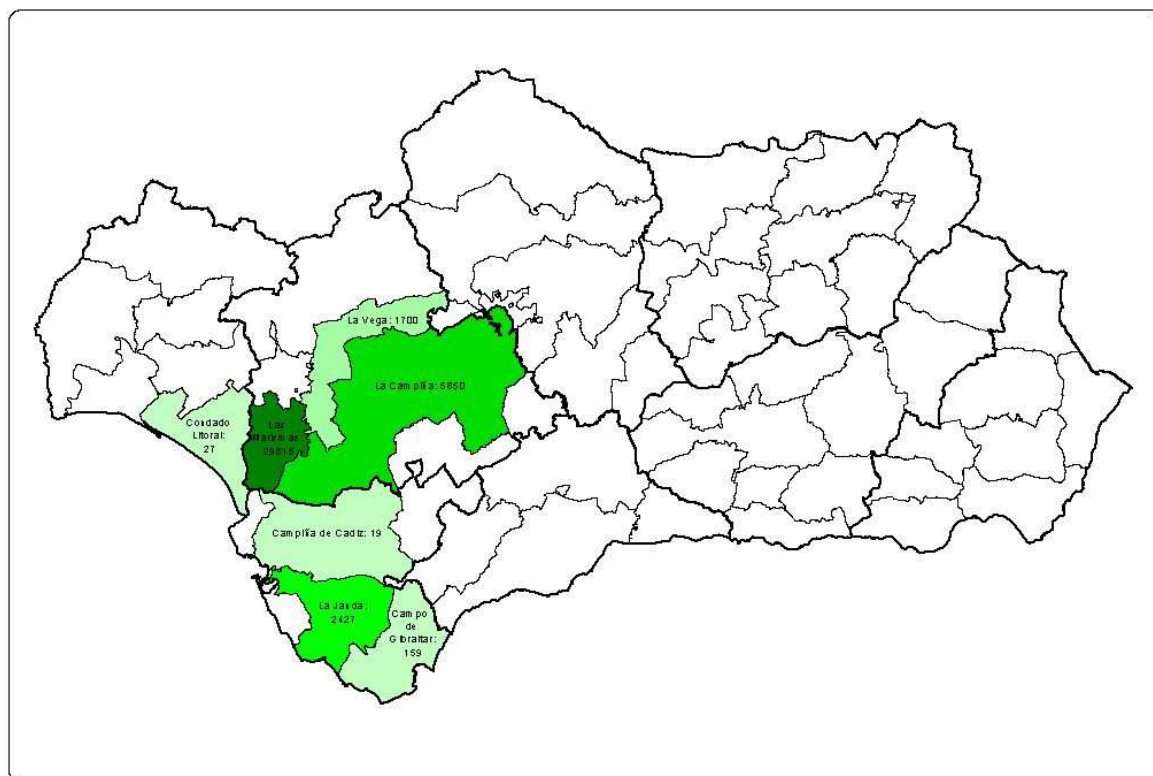 La Vega: 1700
La Campiña: 5850
Condado
Litoral:
27
Las
Marismas
Campiña de Cadiz: 19
La Janda:
2427
Campo
de
Gibraltar:
159